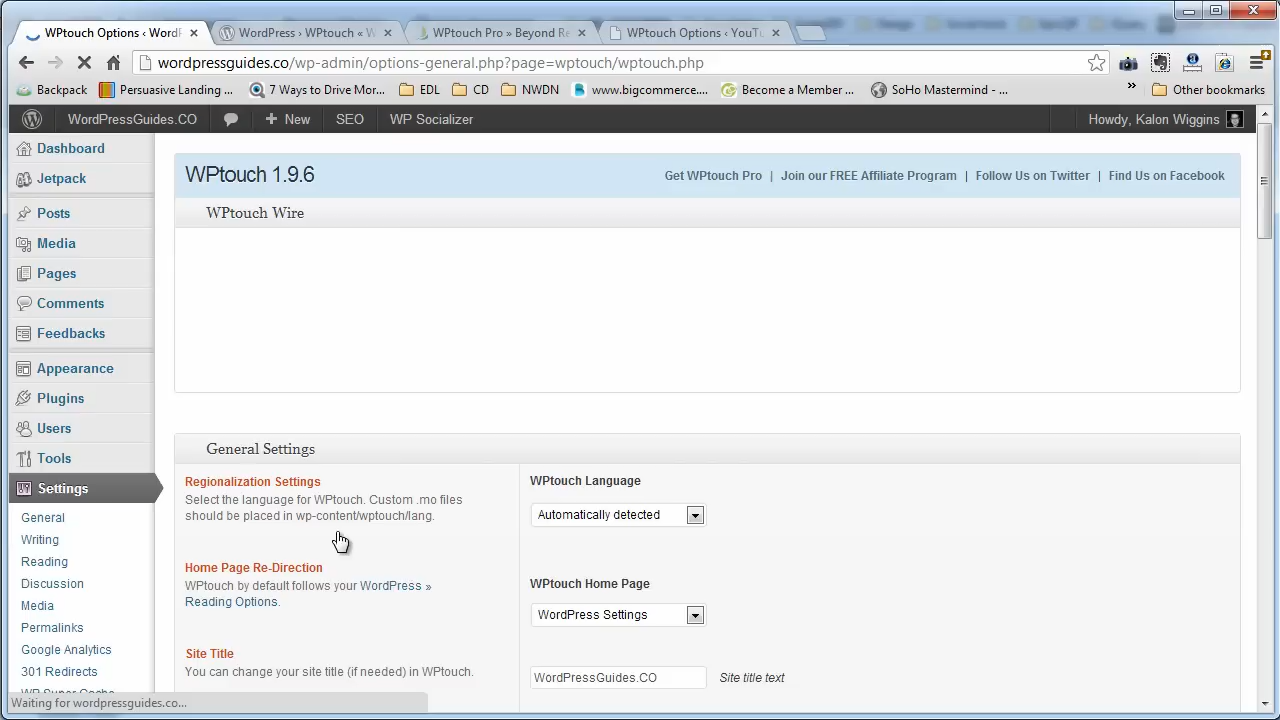 WPtouch Options ‹ WordP
WordPress › WPtouch «
WPtouch Pro » Beyond Re
WPtouch Options ‹ YouTu
wordpressguides.co/wp-admin/options-general.php?page=wptouch/wptouch.php
Backpack
Persuasive Landing ...
7 Ways to Drive Mor...
EDL
CD
NWDN
www.bigcommerce....
Become a Member ...
SoHo Mastermind - ...
»
Other bookmarks
WordPressGuides.CO
+ New
SEO
WP Socializer
Howdy, Kalon Wiggins
Dashboard
Jetpack
Posts
Media
Pages
Comments
Feedbacks
Appearance
Plugins
Users
Tools
Settings
General
Writing
Reading
Discussion
Media
Permalinks
Google Analytics
301 Redirects
WP Super Cache
WPtouch 1.9.6
Get WPtouch Pro | Join our FREE Affiliate Program | Follow Us on Twitter | Find Us on Facebook
WPtouch Wire
General Settings
Regionalization Settings
Select the language for WPtouch. Custom .mo files
should be placed in wp-content/wptouch/lang.
WPtouch Language
Automatically detected
Home Page Re-Direction
WPtouch by default follows your WordPress »
Reading Options.
WPtouch Home Page
WordPress Settings
Site Title
You can change your site title (if needed) in WPtouch.
WordPressGuides.CO
Site title text
Waiting for wordpressguides.co...